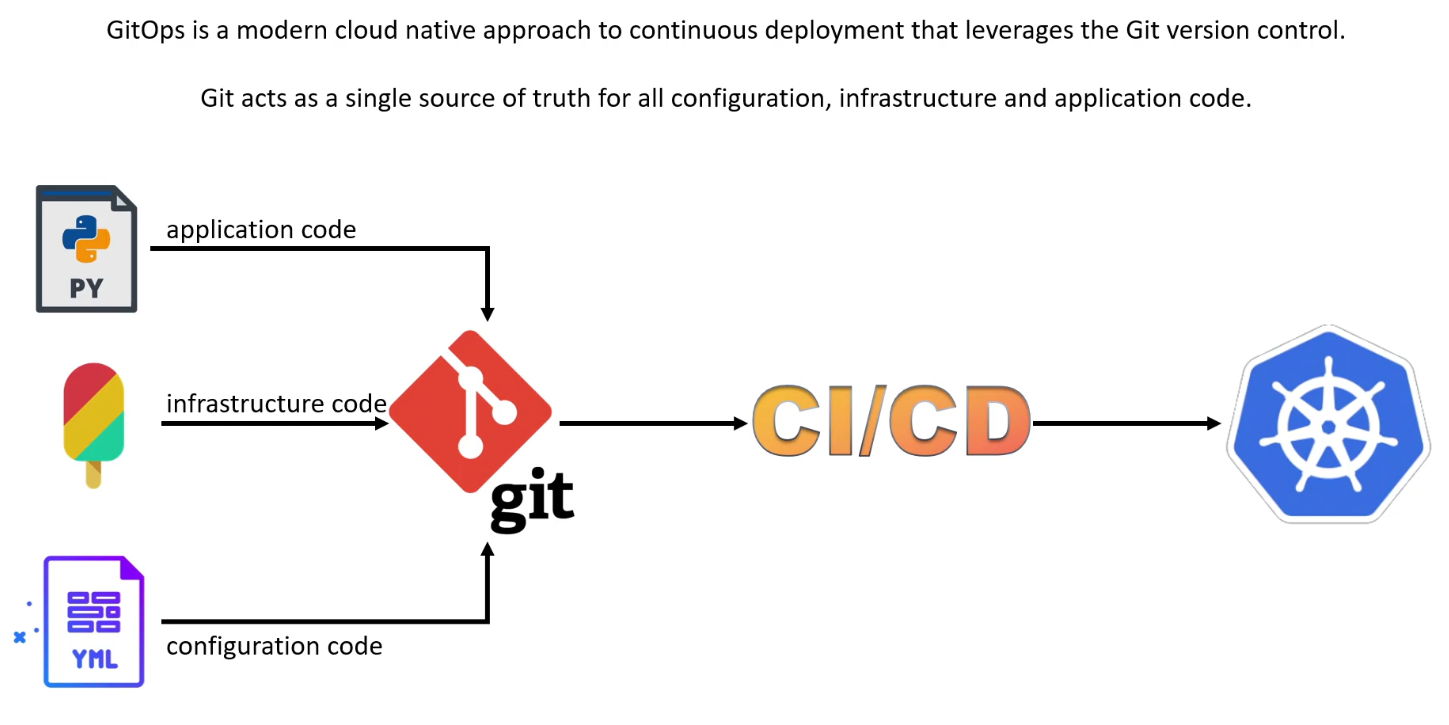 GitOps is a modern cloud native approach to continuous deployment that leverages the Git version control.
Git acts as a single source of truth for all configuration, infrastructure and application code.
application code
PY
infrastructure code
CI/CD
git
configuration code
YML